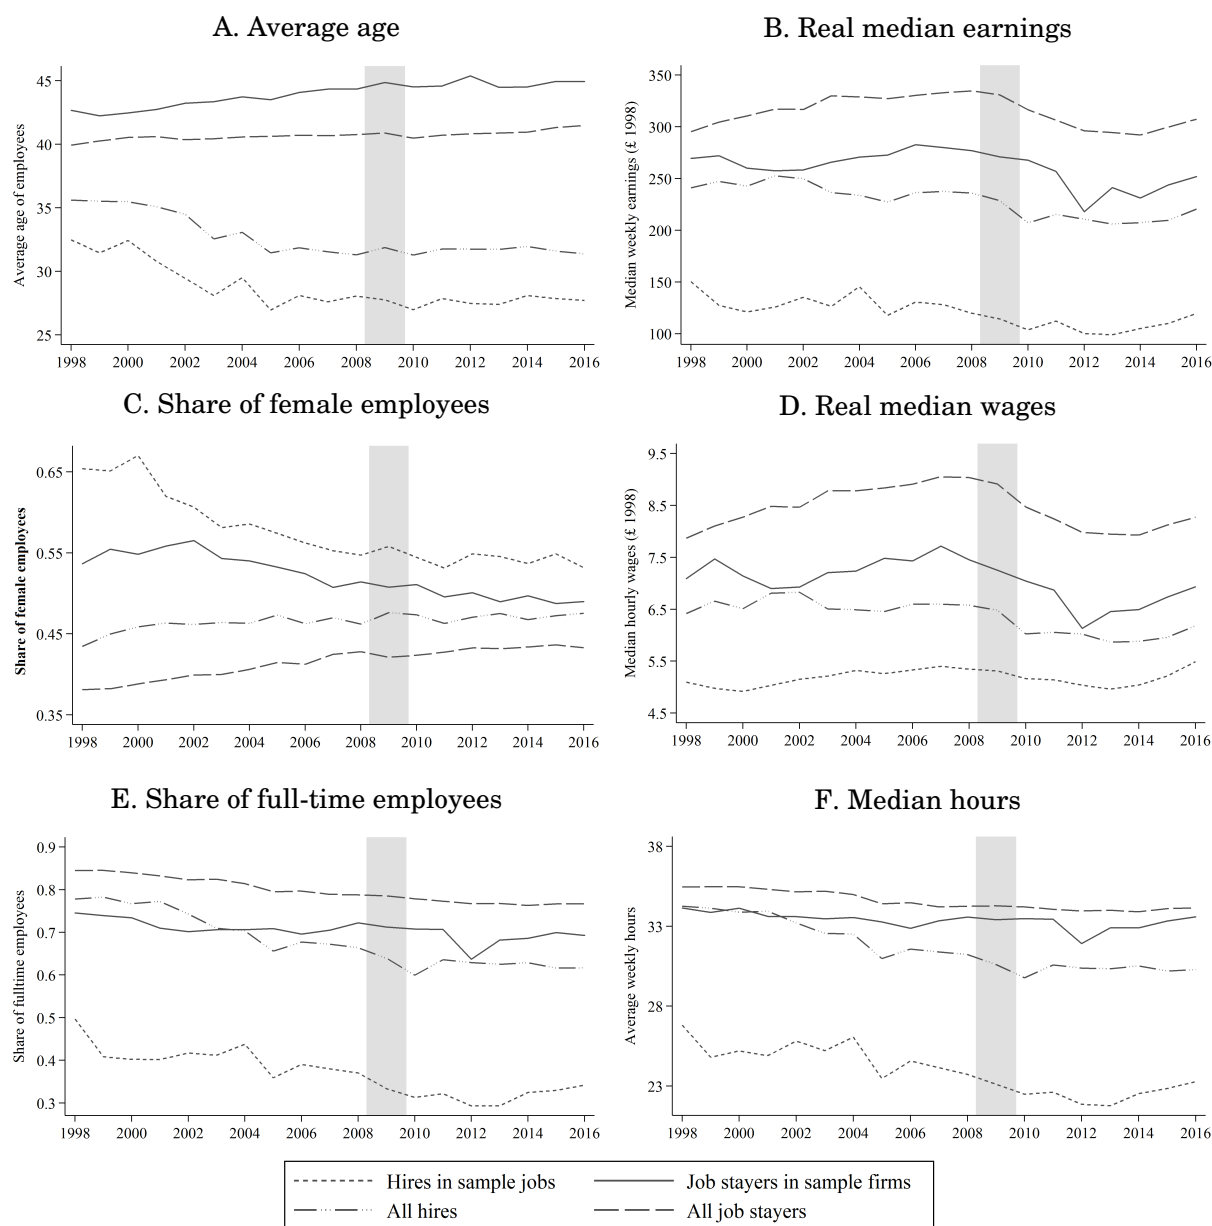 A. Average age
Average age of employees
45
40
35
30
25
1998 2000 2002 2004 2006 2008 2010 2012 2014 2016
B. Real median earnings
Median weekly earnings (£ 1998)
350
300
250
200
150
100
1998 2000 2002 2004 2006 2008 2010 2012 2014 2016
C. Share of female employees
Share of female employees
0.65
0.55
0.45
0.35
1998 2000 2002 2004 2006 2008 2010 2012 2014 2016
D. Real median wages
Median hourly wages (£ 1998)
9.5
8.5
7.5
6.5
5.5
4.5
1998 2000 2002 2004 2006 2008 2010 2012 2014 2016
E. Share of full-time employees
Share of fulltime employees
0.9
0.8
0.7
0.6
0.5
0.4
0.3
1998 2000 2002 2004 2006 2008 2010 2012 2014 2016
F. Median hours
Average weekly hours
38
33
28
23
1998 2000 2002 2004 2006 2008 2010 2012 2014 2016
Hires in sample jobs
Job stayers in sample firms
All hires
All job stayers